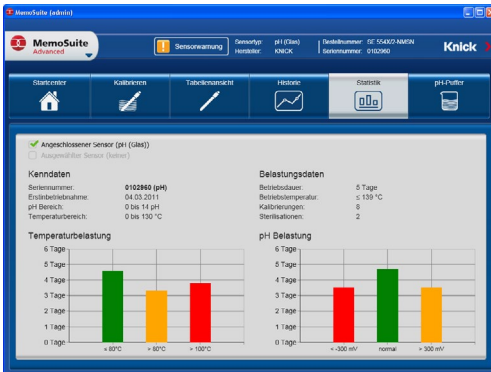 MemoSuite (admin)
MemoSuite
Advanced
Sensorwarnung
Sensortyp: pH (Glas)
Hersteller: KNICK
Bestellnummer: SE 554X/2-NMSN
Seriennummer: 0102960
Knick
Startcenter
Kalibrieren
Tabellenansicht
Historie
Statistik
pH-Puffer
Angeschlossener Sensor (pH (Glas))
Ausgewählter Sensor (keiner)
Kenndaten
Seriennummer: 0102960 (pH)
Erstinbetriebnahme: 04.03.2011
pH Bereich: 0 bis 14 pH
Temperaturbereich: 0 bis 130 °C
Belastungsdaten
Betriebsdauer: 5 Tage
Betriebstemperatur: ≤ 139 °C
Kalibrierungen: 8
Sterilisationen: 2
Temperaturbelastung
6 Tage
5 Tage
4 Tage
3 Tage
2 Tage
1 Tage
0 Tage
≤ 80°C
> 80°C
> 100°C
pH Belastung
6 Tage
5 Tage
4 Tage
3 Tage
2 Tage
1 Tage
0 Tage
< -300 mV
normal
> 300 mV